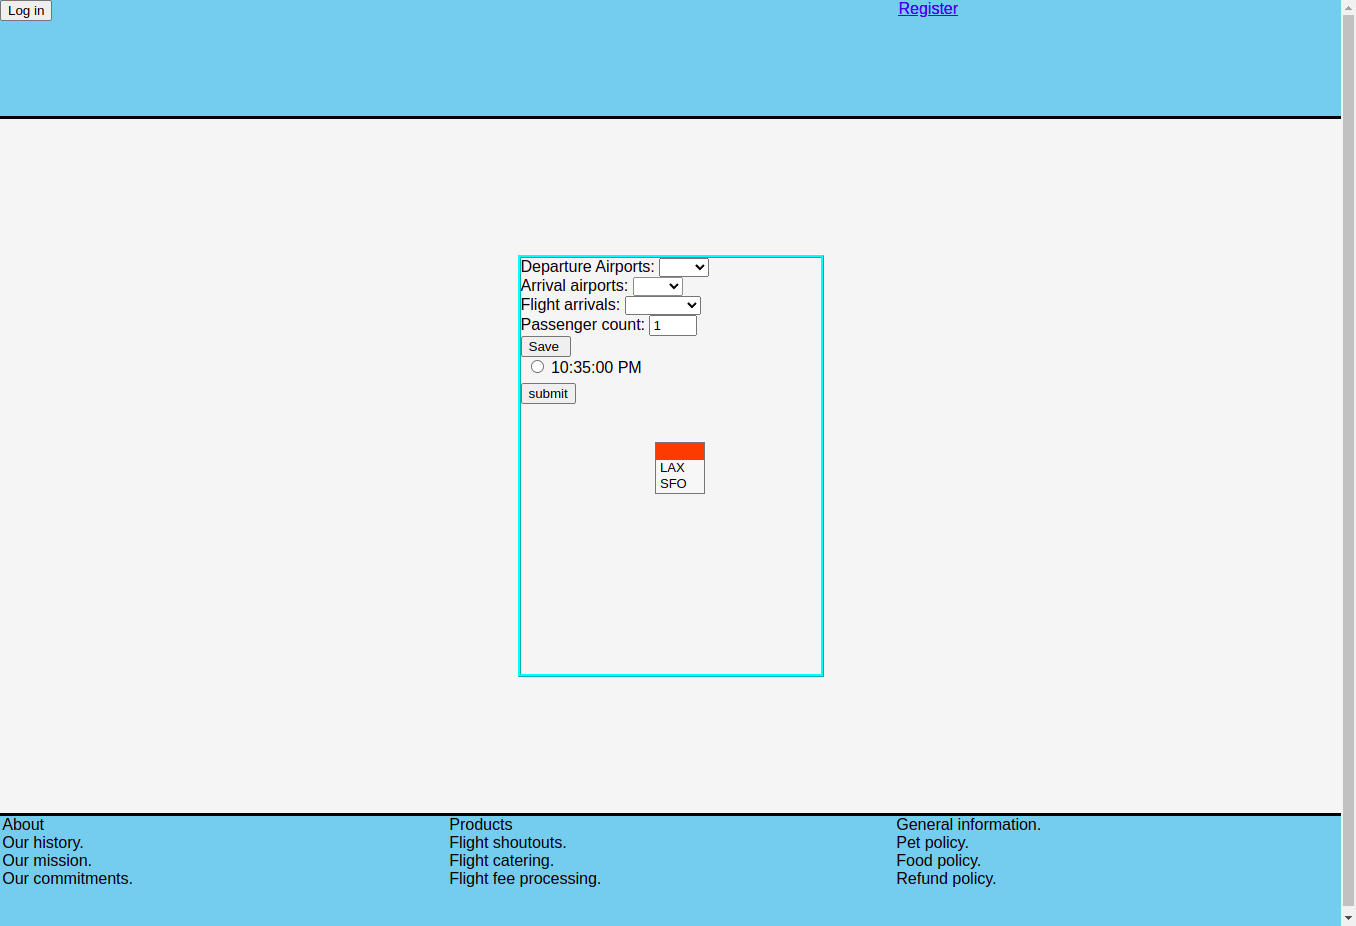 Log in
Register
Departure Airports:
Arrival airports:
Flight arrivals:
Passenger count: 1
Save
10:35:00 PM
submit
LAX
SFO
About
Our history.
Our mission.
Our commitments.
Products
Flight shoutouts.
Flight catering.
Flight fee processing.
General information.
Pet policy.
Food policy.
Refund policy.